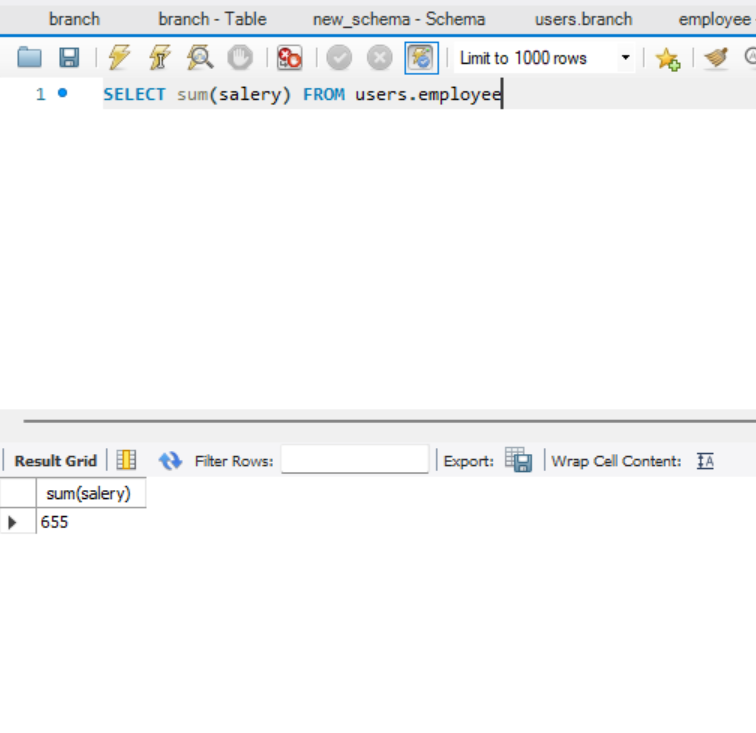 branch branch - Table new_schema - Schema users.branch employee
Limit to 1000 rows
1 SELECT sum(salery) FROM users.employee
Result Grid Filter Rows: Export: Wrap Cell Content: IA
sum(salery)
655